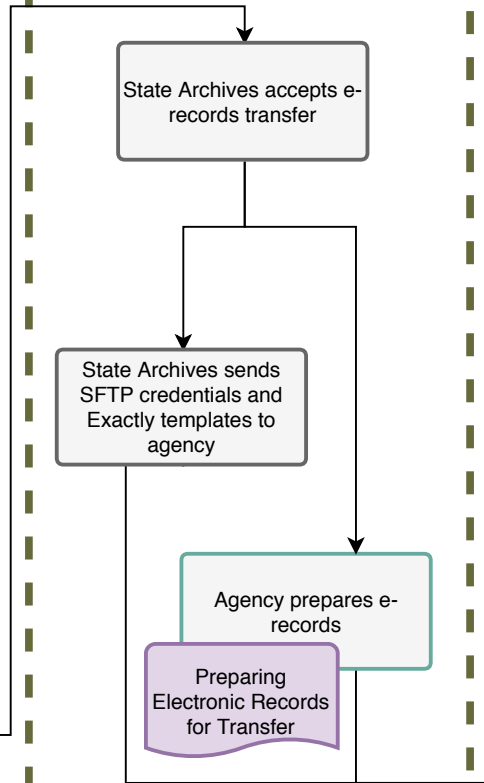 State Archives accepts e-
records transfer
State Archives sends
SFTP credentials and
Exactly templates to
agency
Agency prepares e-
records
Preparing
Electronic Records
for Transfer